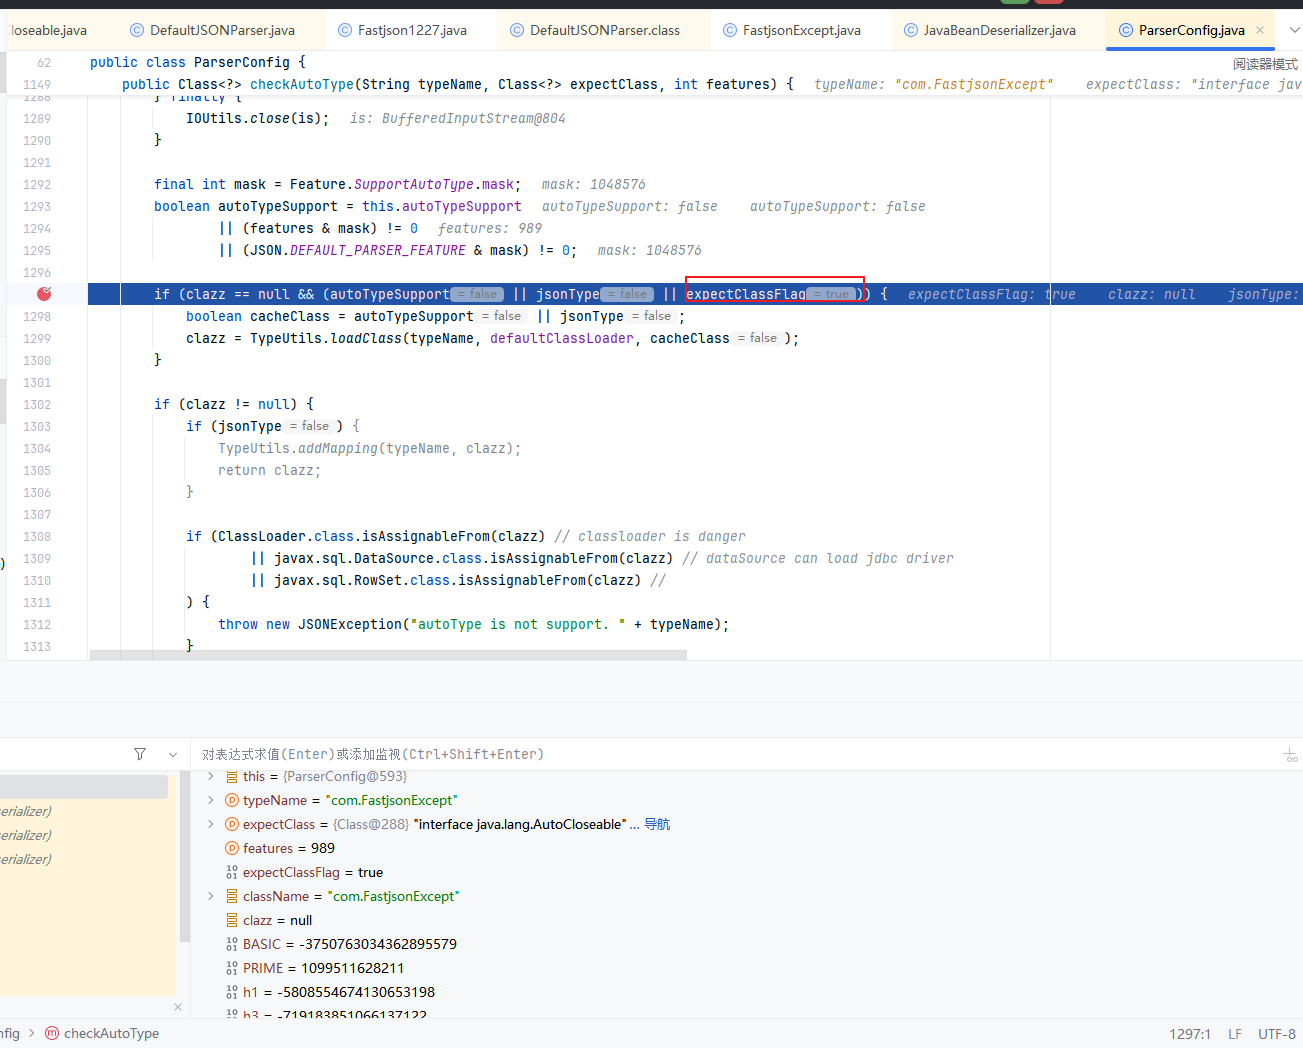 loseable.java DefaultJSONParser.java Fastjson1227.java DefaultJSONParser.class FastjsonExcept.java JavaBeanDeserializer.java ParserConfig.java
62 public class ParserConfig { 阅读器模式
1149 public Class<?> checkAutoType(String typeName, Class<?> expectClass, int features) { typeName: "com.FastjsonExcept" expectClass: "interface jav
1288 } finally {
1289 IOUtils.close(is); is: BufferedInputStream@804
1290 }
1291
1292 final int mask = Feature.SupportAutoType.mask; mask: 1048576
1293 boolean autoTypeSupport = this.autoTypeSupport autoTypeSupport: false autoTypeSupport: false
1294 || (features & mask) != 0 features: 989
1295 || (JSON.DEFAULT_PARSER_FEATURE & mask) != 0; mask: 1048576
1296
if (clazz == null && (autoTypeSupport = false || jsonType = false || expectClassFlag = true )) { expectClassFlag: true clazz: null jsonType:
1298 boolean cacheClass = autoTypeSupport = false || jsonType = false ;
1299 clazz = TypeUtils.loadClass(typeName, defaultClassLoader, cacheClass = false );
1300 }
1301
1302 if (clazz != null) {
1303 if (jsonType = false ) {
1304 TypeUtils.addMapping(typeName, clazz);
1305 return clazz;
1306 }
1307
1308 if (ClassLoader.class.isAssignableFrom(clazz) // classloader is danger
1309 || javax.sql.DataSource.class.isAssignableFrom(clazz) // dataSource can load jdbc driver
1310 || javax.sql.RowSet.class.isAssignableFrom(clazz) //
1311 ) {
1312 throw new JSONException("autoType is not support. " + typeName);
1313 }
)
对表达式求值(Enter)或添加监视(Ctrl+Shift+Enter)
this = {ParserConfig@593}
typeName = "com.FastjsonExcept"
erializer)
expectClass = {Class@288} "interface java.lang.AutoCloseable" ... 导航
erializer)
features = 989
erializer)
expectClassFlag = true
className = "com.FastjsonExcept"
clazz = null
BASIC = -3750763034362895579
PRIME = 1099511628211
h1 = -5808554674130653198
h3 = -719183851066137122
nfig > checkAutoType 1297:1 LF UTF-8